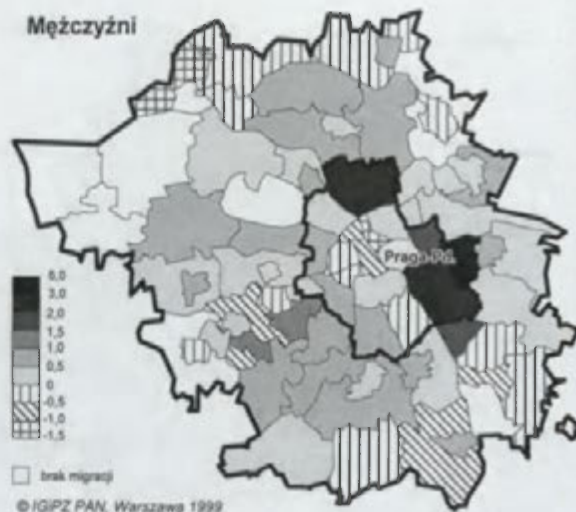 Mężczyźni
Praga-Pd.
6,0
3,0
2,0
1,5
1,0
0,5
0
-0,5
-1,0
-1,5
brak migracji
© IGiPZ PAN, Warszawa 1999